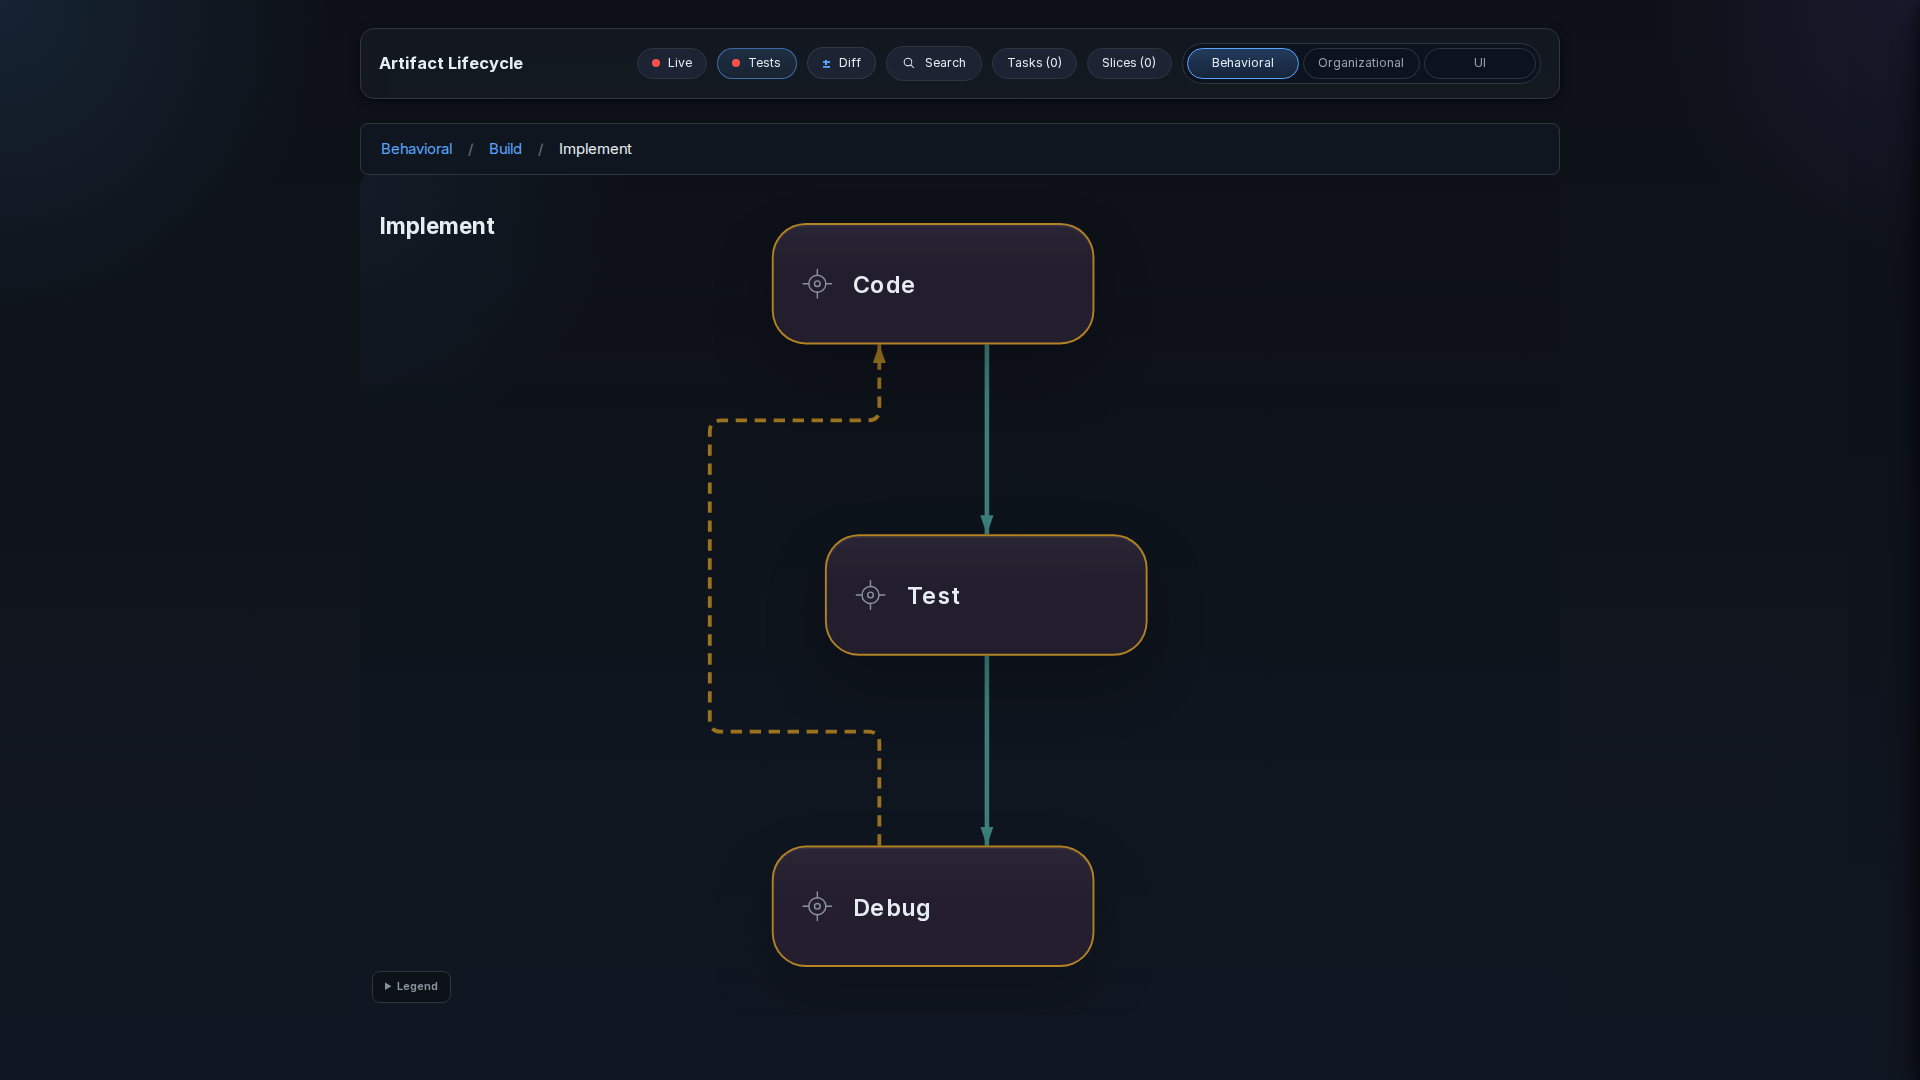 Artifact Lifecycle
Live
Tests
± Diff
Search
Tasks (0)
Slices (0)
Behavioral
Organizational
UI
Behavioral / Build / Implement
Implement
Code
Test
Debug
Legend